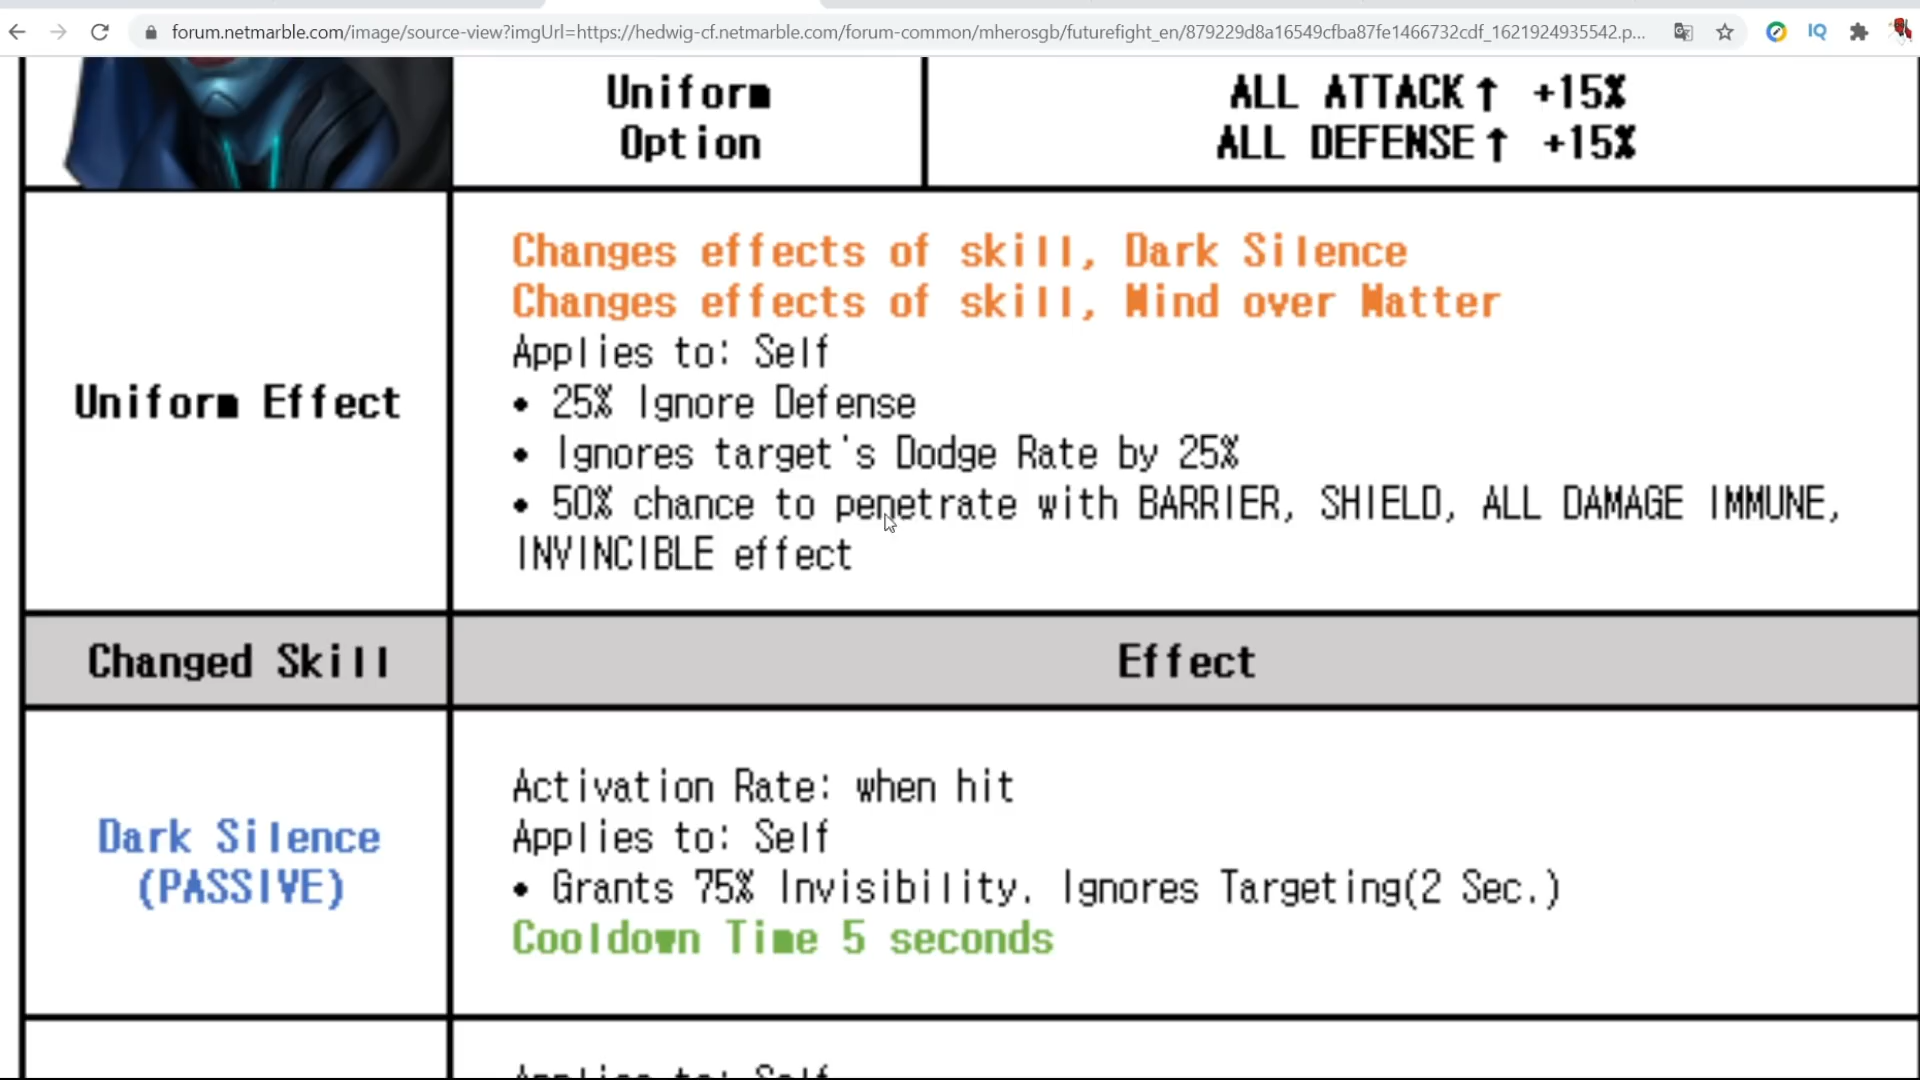 forum.netmarble.com/image/source-view?imgUrl=https://hedwig-cf.netmarble.com/forum-common/mherosgb/futurefight_en/879229d8a16549cfba87fe1466732cdf_1621924935542.p...
IQ
Uniform
Option
ALL ATTACK↑ +15%
ALL DEFENSE↑ +15%
Uniform Effect
Changes effects of skill, Dark Silence
Changes effects of skill, Mind over Matter
Applies to: Self
• 25% Ignore Defense
• Ignores target's Dodge Rate by 25%
• 50% chance to penetrate with BARRIER, SHIELD, ALL DAMAGE IMMUNE,
INVINCIBLE effect
Changed Skill
Effect
Dark Silence
(PASSIVE)
Activation Rate: when hit
Applies to: Self
• Grants 75% Invisibility. Ignores Targeting(2 Sec.)
Cooldown Time 5 seconds
Applies to: Self